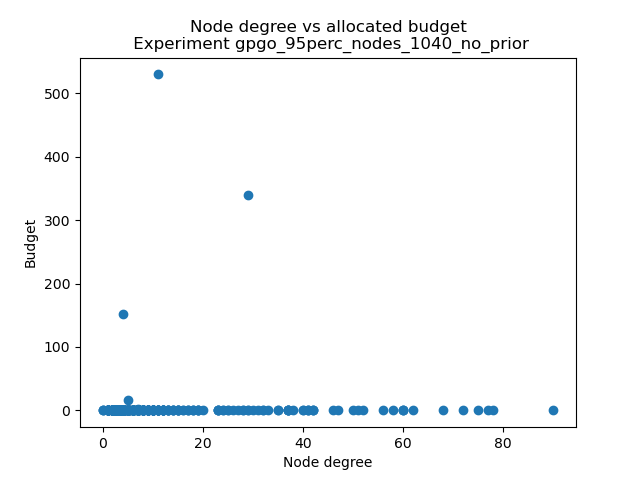 Node degree vs allocated budget
Experiment gpgo_95perc_nodes_1040_no_prior
500
400
300
200
100
0
Budget
0 20 40 60 80
Node degree